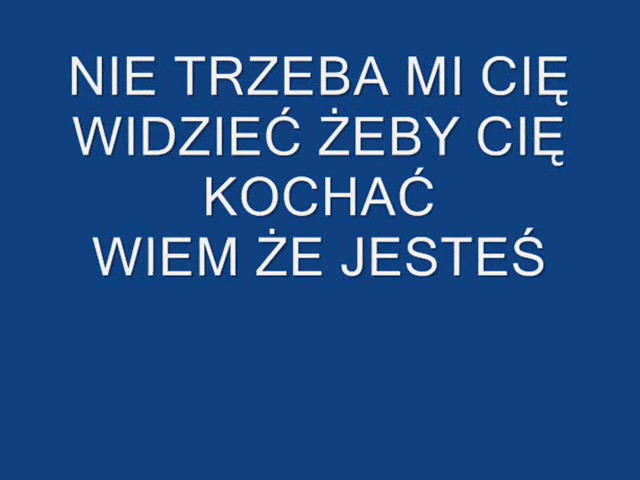 NIE TRZEBA MI CIĘ
WIDZIEĆ ŻEBY CIĘ
KOCHAĆ
WIEM ŻE JESTEŚ